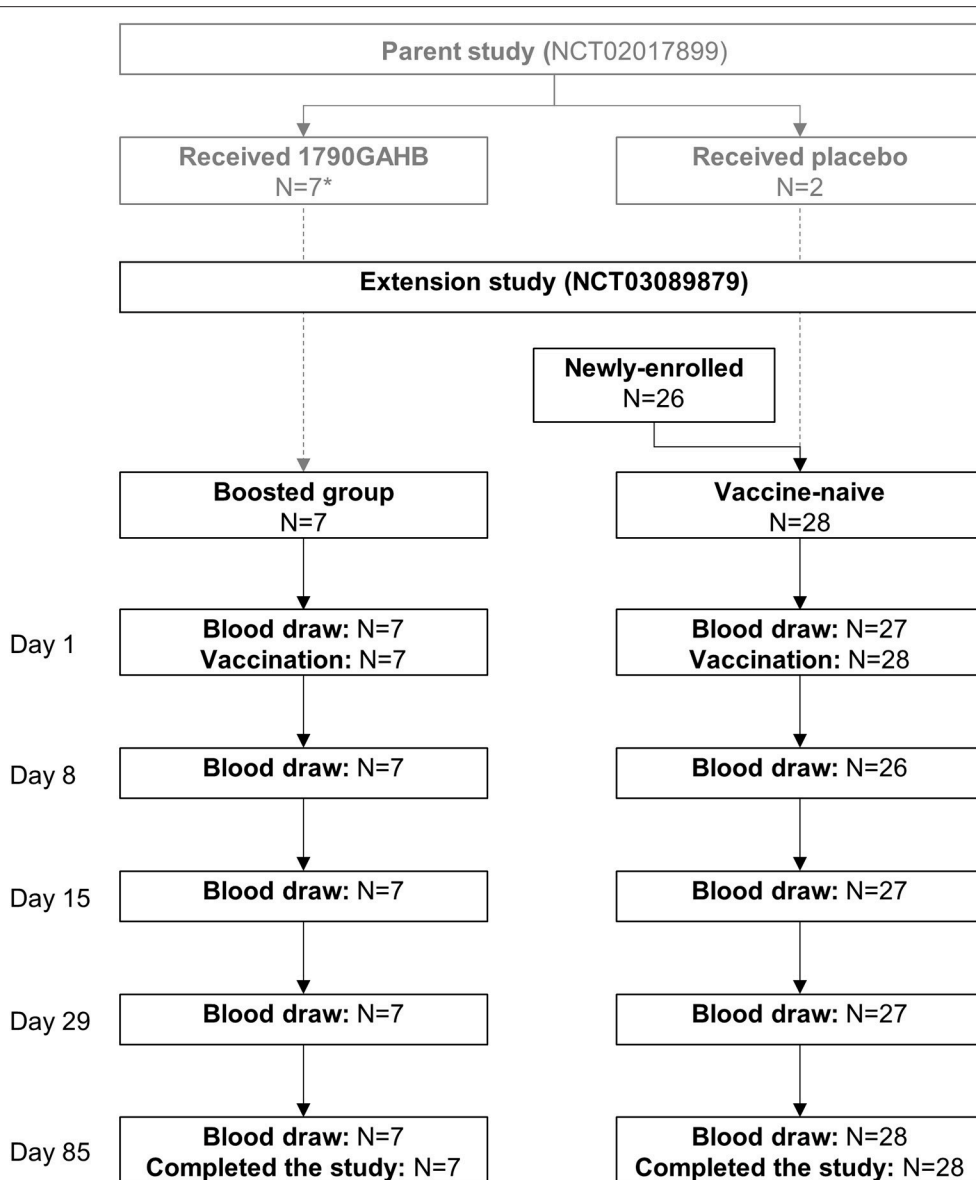 Parent study (NCT02017899)
Received 1790GAHB
N=7*
Received placebo
N=2
Extension study (NCT03089879)
Newly-enrolled
N=26
Boosted group
N=7
Vaccine-naive
N=28
Day 1
Blood draw: N=7
Vaccination: N=7
Blood draw: N=27
Vaccination: N=28
Day 8
Blood draw: N=7
Blood draw: N=26
Day 15
Blood draw: N=7
Blood draw: N=27
Day 29
Blood draw: N=7
Blood draw: N=27
Day 85
Blood draw: N=7
Completed the study: N=7
Blood draw: N=28
Completed the study: N=28